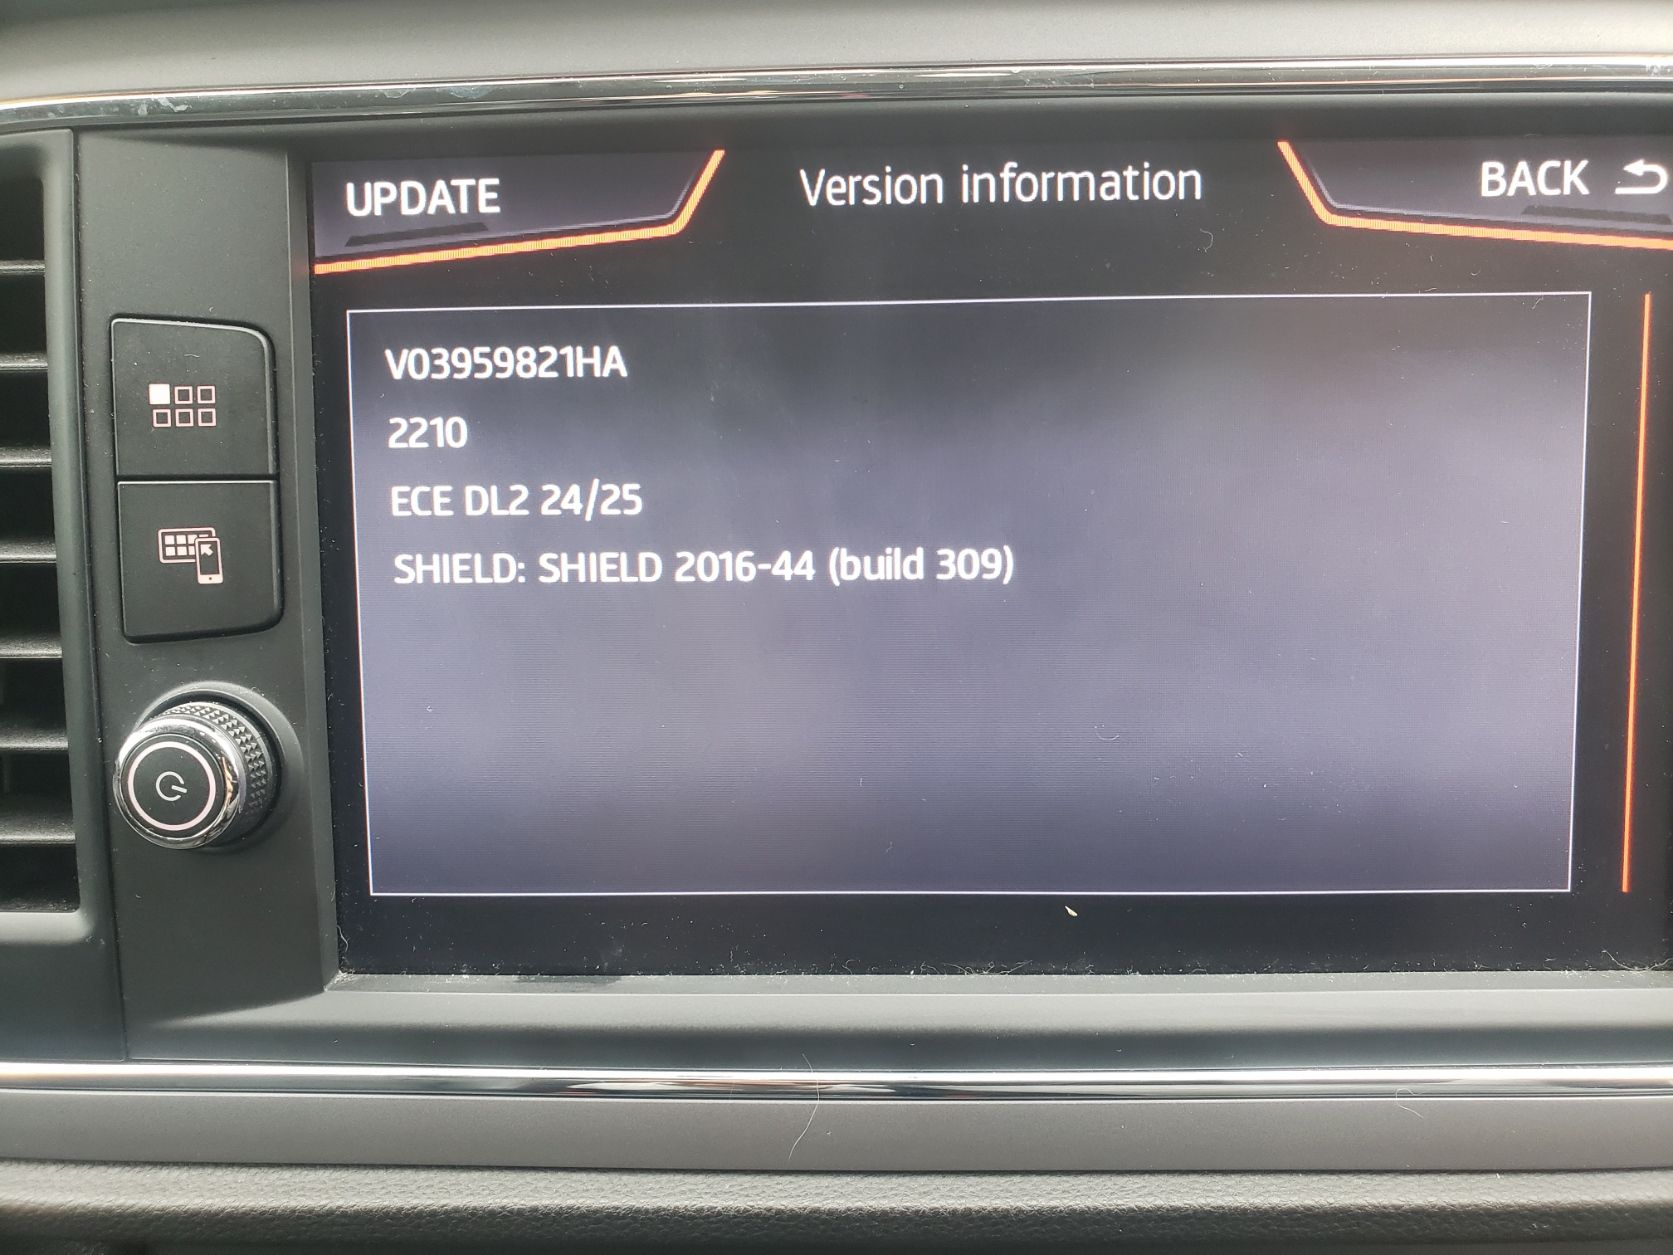 UPDATE
Version information
BACK
V03959821HA
2210
ECE DL2 24/25
SHIELD: SHIELD 2016-44 (build 309)